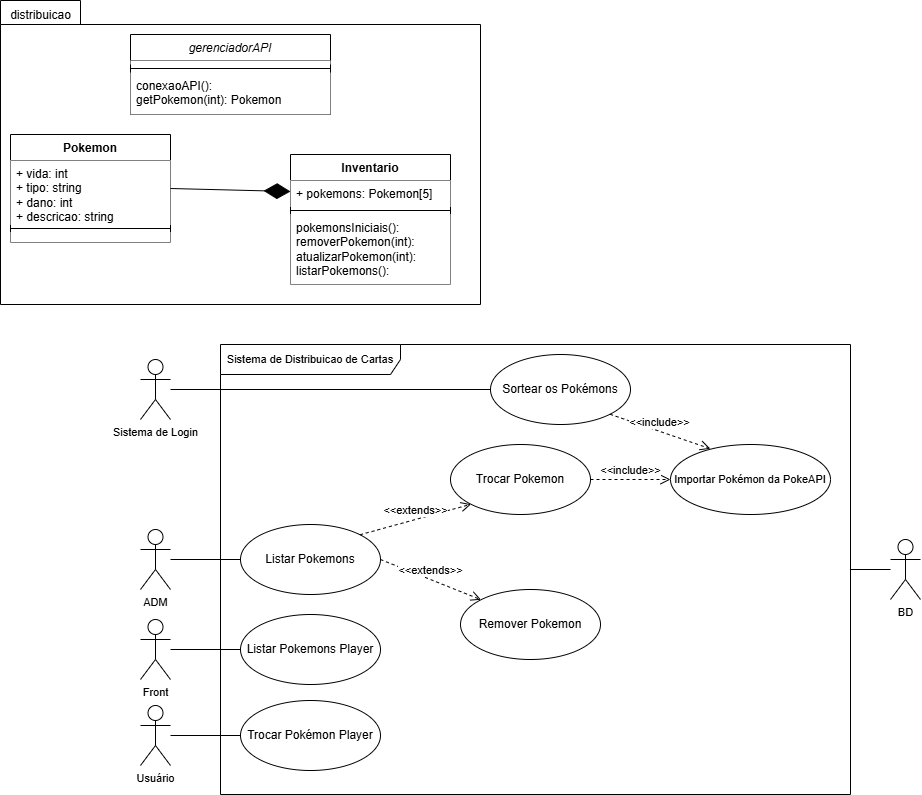 distribuicao
gerenciadorAPI
conexaoAPI():
getPokemon(int): Pokemon
Pokemon
+ vida: int
+ tipo: string
+ dano: int
+ descricao: string
Inventario
+ pokemons: Pokemon[5]
pokemonsIniciais():
removerPokemon(int):
atualizarPokemon(int):
listarPokemons():
Sistema de Distribuicao de Cartas
Sistema de Login
Sortear os Pokémons
<<include>>
Trocar Pokemon
<<include>>
Importar Pokémon da PokeAPI
<<extends>>
Listar Pokemons
<<extends>>
ADM
Remover Pokemon
BD
Listar Pokemons Player
Front
Trocar Pokémon Player
Usuário